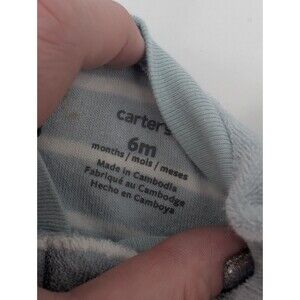 carter's
6m
months / mois / meses
Made in Cambodia
Fabriqué au Cambodge
Hecho en Camboya